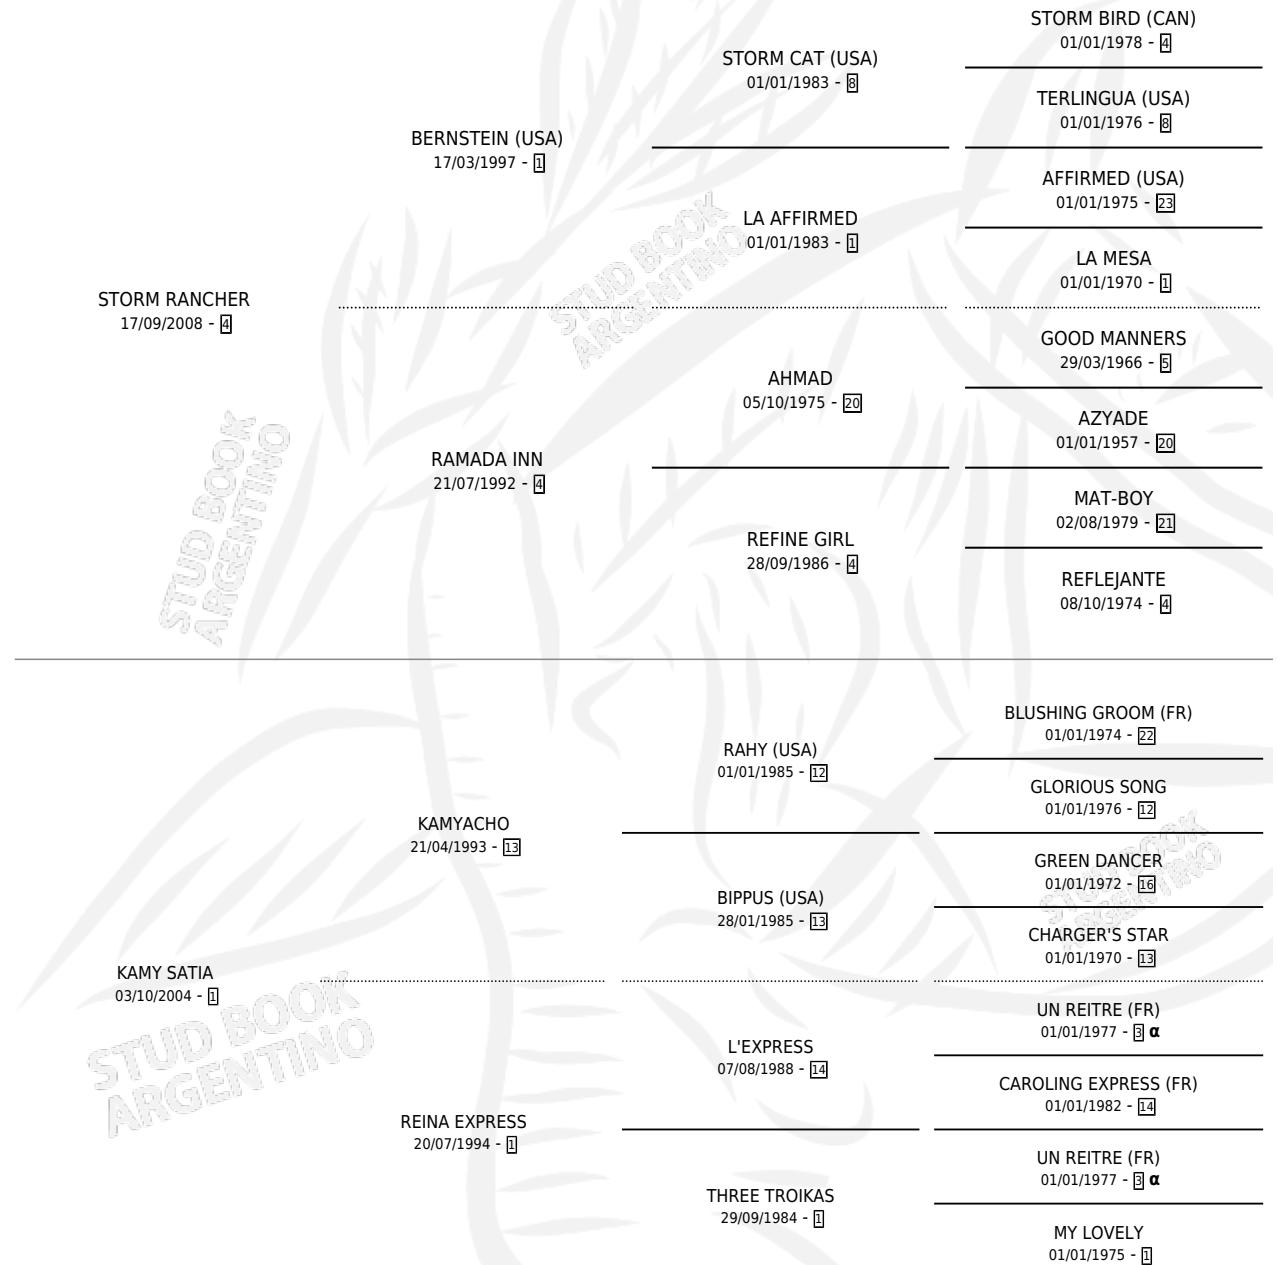 STORM BIRD (CAN)
01/01/1978 - 4
STORM CAT (USA)
01/01/1983 - 8
TERLINGUA (USA)
01/01/1976 - 8
BERNSTEIN (USA)
17/03/1997 - 1
AFFIRMED (USA)
01/01/1975 - 23
LA AFFIRMED
01/01/1983 - 1
LA MESA
01/01/1970 - 1
STORM RANCHER
17/09/2008 - 4
GOOD MANNERS
29/03/1966 - 5
AHMAD
05/10/1975 - 20
AZYADE
01/01/1957 - 20
RAMADA INN
21/07/1992 - 4
MAT-BOY
02/08/1979 - 21
REFINE GIRL
28/09/1986 - 4
REFLEJANTE
08/10/1974 - 4
BLUSHING GROOM (FR)
01/01/1974 - 22
RAHY (USA)
01/01/1985 - 12
GLORIOUS SONG
01/01/1976 - 12
KAMYACHO
21/04/1993 - 13
GREEN DANCER
01/01/1972 - 16
BIPPUS (USA)
28/01/1985 - 13
CHARGER'S STAR
01/01/1970 - 13
KAMY SATIA
03/10/2004 - 1
UN REITRE (FR)
01/01/1977 - 3 α
L'EXPRESS
07/08/1988 - 14
CAROLING EXPRESS (FR)
01/01/1982 - 14
REINA EXPRESS
20/07/1994 - 1
UN REITRE (FR)
01/01/1977 - 3 α
THREE TROIKAS
29/09/1984 - 1
MY LOVELY
01/01/1975 - 1
STUD BOOK
ARGENTINO
STUD BOOK
ARGENTINO
STUD BOOK
ARGENTINO
STUD BOOK
ARGENTINO